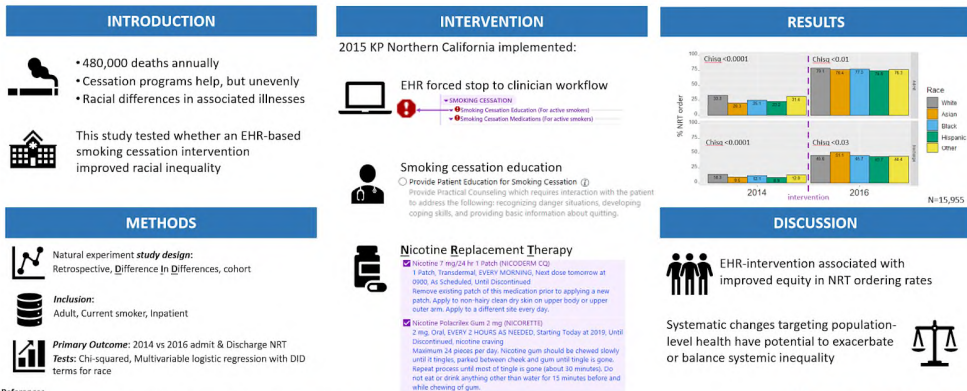 INTRODUCTION
• 480,000 deaths annually
• Cessation programs help, but unevenly
• Racial differences in associated illnesses
This study tested whether an EHR-based
smoking cessation intervention
improved racial inequality
METHODS
Natural experiment study design:
Retrospective, Difference In Differences, cohort
Inclusion:
Adult, Current smoker, Inpatient
Primary Outcome: 2014 vs 2016 admit & Discharge NRT
Tests: Chi-squared, Multivariable logistic regression with DID
terms for race
References
INTERVENTION
2015 KP Northern California implemented:
EHR forced stop to clinician workflow
SMOKING CESSATION
Smoking Cessation Education (For active smokers)
Smoking Cessation Medications (For active smokers)
Smoking cessation education
Provide Patient Education for Smoking Cessation
Provide Practical Counseling which requires interaction with the patient
to address the following: recognizing danger situations, developing
coping skills, and providing basic information about quitting.
Nicotine Replacement Therapy
Nicotine 7 mg/24 hr 1 Patch (NICODERM CQ)
1 Patch, Transdermal, EVERY MORNING, Next dose tomorrow at
0900, As Scheduled, Until Discontinued
Remove existing patch of this medication prior to applying a new
patch. Apply to non-hairy clean dry skin on upper body or upper
outer arm. Apply to a different site every day.
Nicotine Polacrilex Gum 2 mg (NICORETTE)
2 mg, Oral, EVERY 2 HOURS AS NEEDED, Starting Today at 2019, Until
Discontinued, nicotine craving
Maximum 24 pieces per day. Nicotine gum should be chewed slowly
until it tingles, parked between cheek and gum until tingle is gone.
Repeat process until most of tingle is gone (about 30 minutes). Do
not eat or drink anything other than water for 15 minutes before and
while chewing of gum.
RESULTS
% NRT order
100
75
50
25
0
Chisq <0.0001
Chisq <0.01
100
75
50
25
0
Chisq <0.0001
Chisq <0.03
2014
2016
intervention
Race
White
Asian
Black
Hispanic
Other
N=15,955
DISCUSSION
EHR-intervention associated with
improved equity in NRT ordering rates
Systematic changes targeting population-
level health have potential to exacerbate
or balance systemic inequality